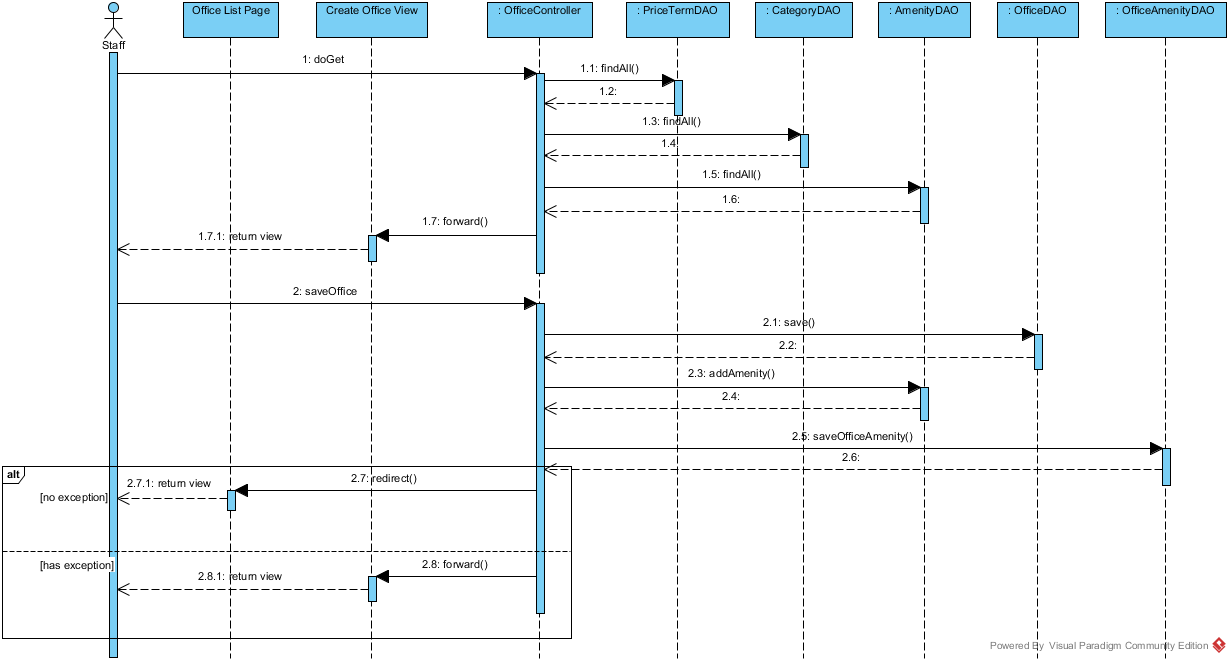 Office List Page
Create Office View
: OfficeController
: PriceTermDAO
: CategoryDAO
: AmenityDAO
: OfficeDAO
: OfficeAmenityDAO
Staff
1: doGet
1.1: findAll()
1.2:
1.3: findAll()
1.4
1.5: findAll()
1.6:
1.7: forward()
1.7.1: return view
2: saveOffice
2.1: save()
2.2:
2.3: addAmenity()
2.4:
2.5: saveOfficeAmenity()
2.6:
alt
2.7: redirect()
2.7.1: return view
[no exception]
[has exception]
2.8: forward()
2.8.1: return view
Powered By Visual Paradigm Community Edition